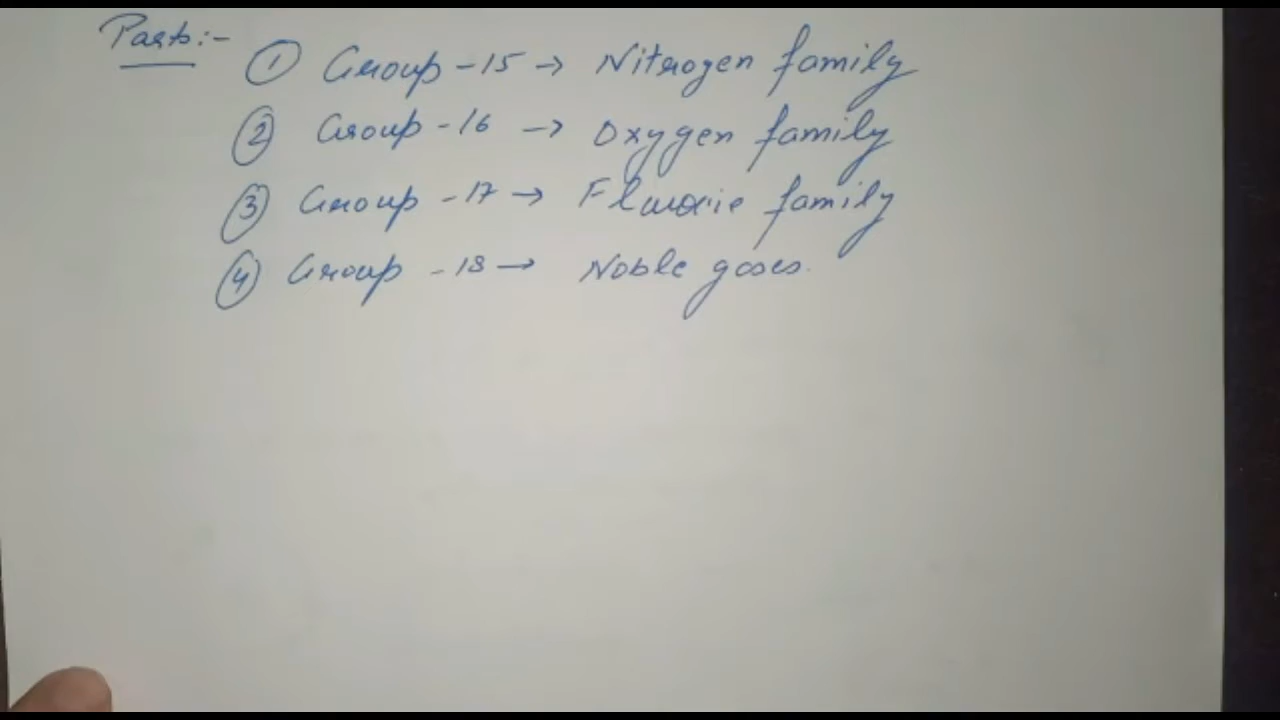 Parts:-
① Group-15 → Nitrogen family
② Group-16 → Oxygen family
③ Group-17 → Fluorie family
④ Group-18 → Noble gases.